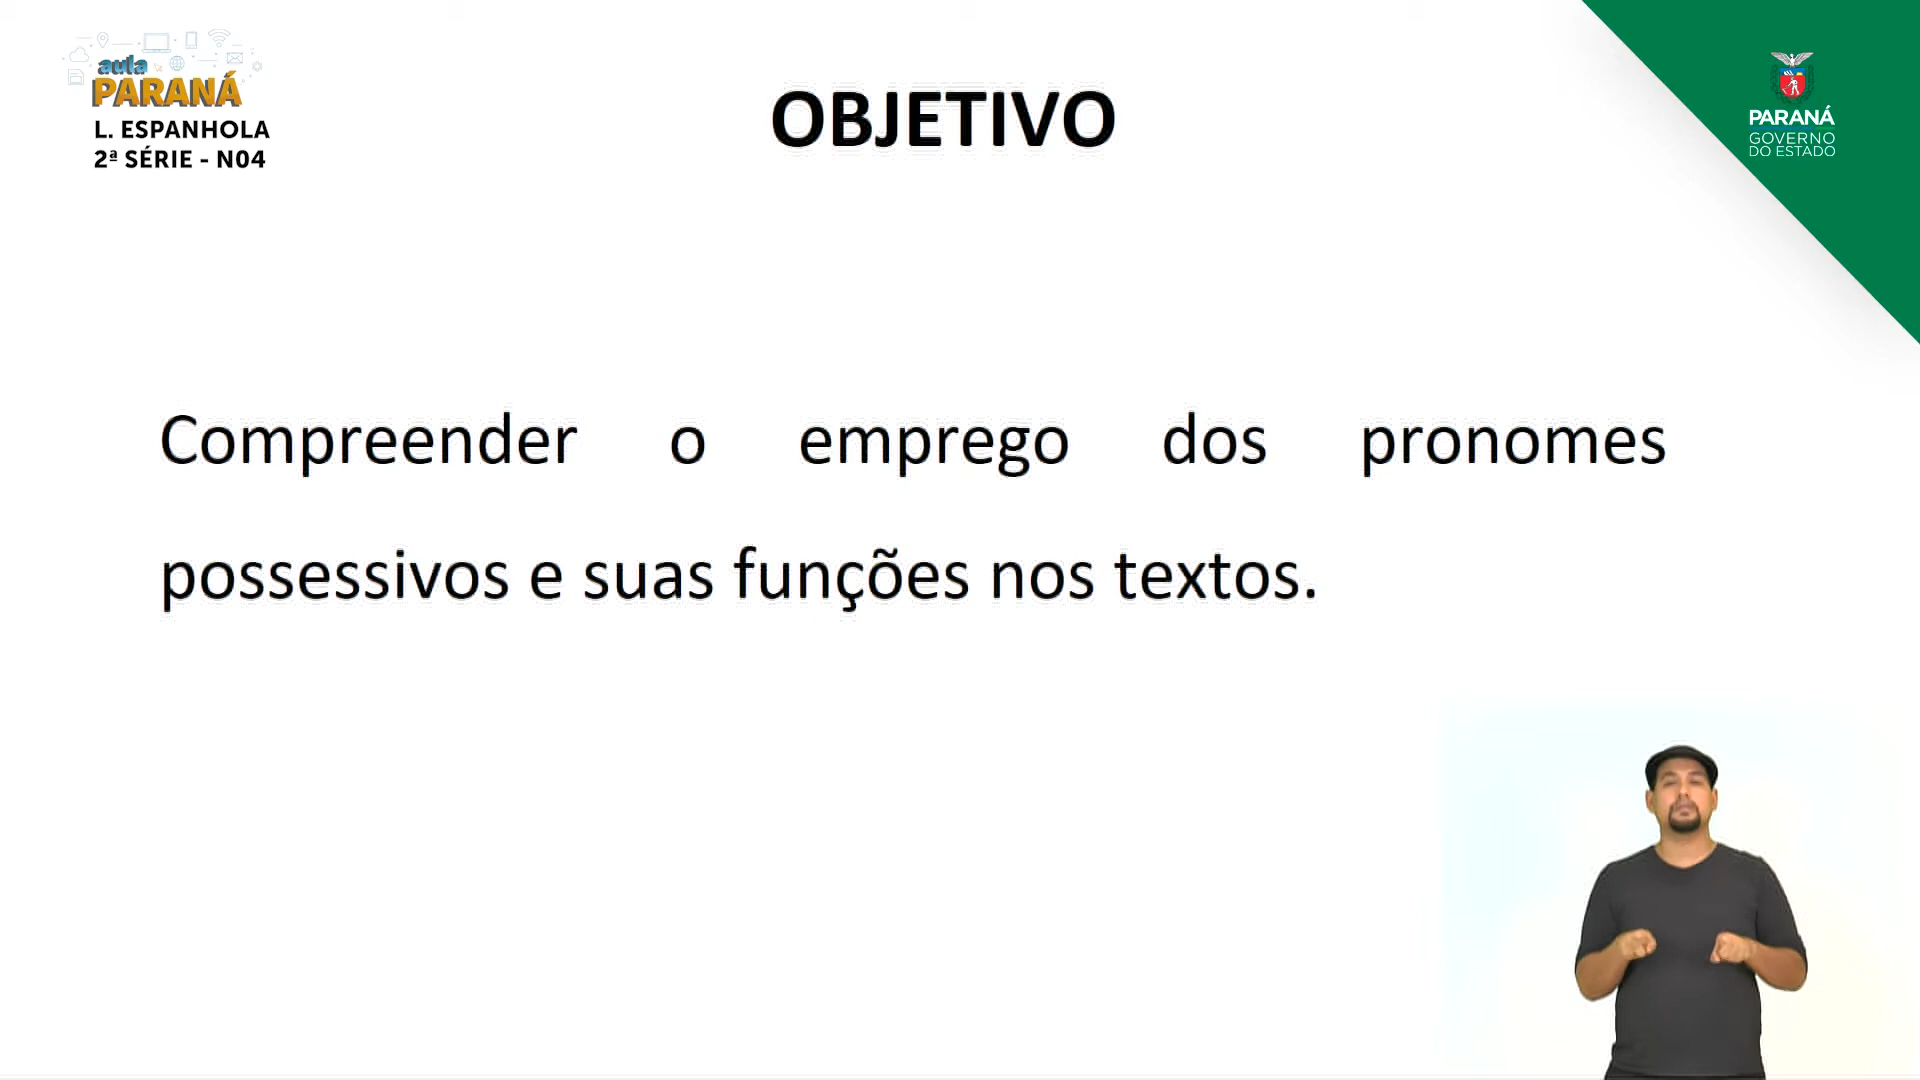 aula
PARANÁ
L. ESPANHOLA
2ª SÉRIE - N04
OBJETIVO
PARANÁ
GOVERNO
DO ESTADO
Compreender o emprego dos pronomes
possessivos e suas funções nos textos.